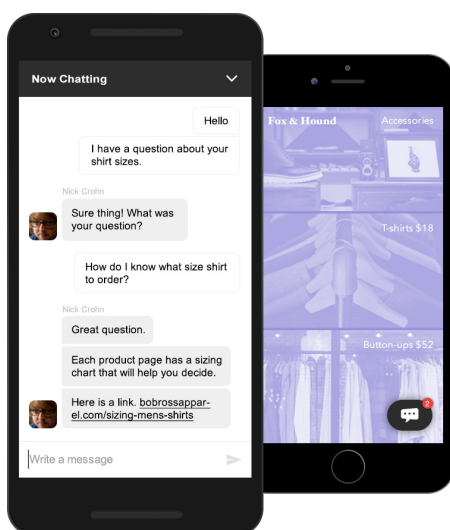 Now Chatting
Hello
I have a question about your
shirt sizes.
Nick Crohn
Sure thing! What was
your question?
How do I know what size shirt
to order?
Nick Crohn
Great question.
Each product page has a sizing
chart that will help you decide.
Here is a link. bobrossappar-
el.com/sizing-mens-shirts
Write a message
Fox & Hound
Accessories
T-shirts $18
Button-ups $52
2